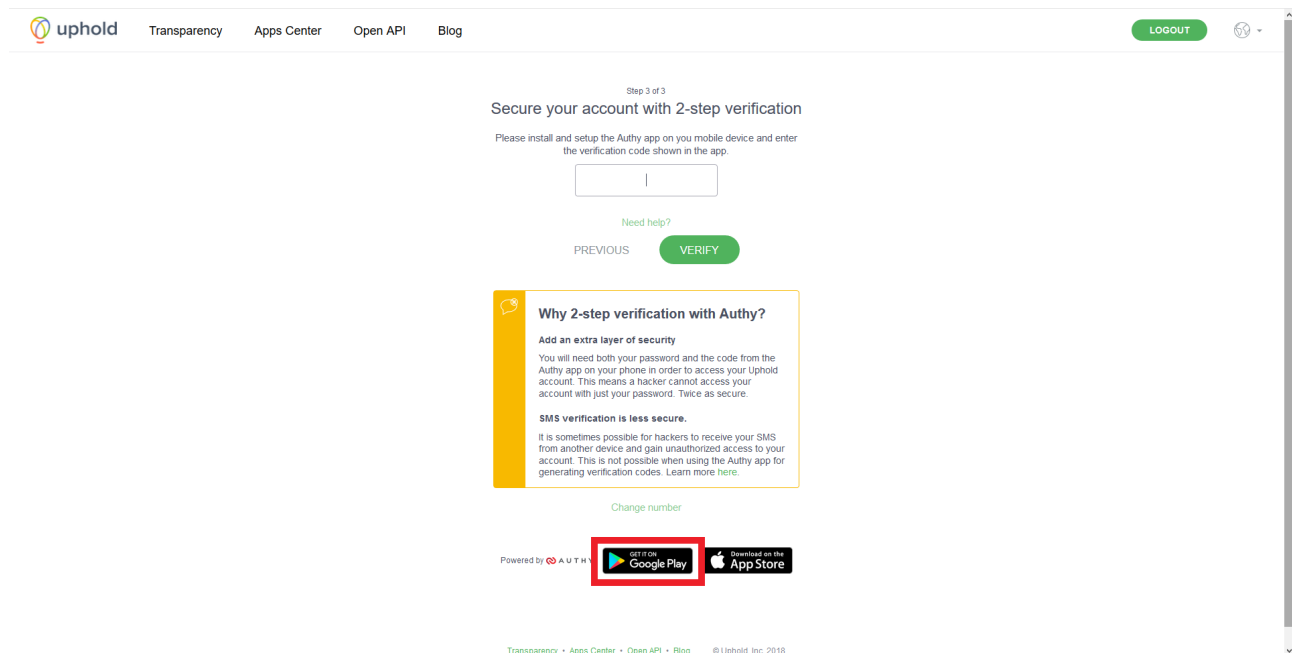 uphold Transparency Apps Center Open API Blog LOGOUT
Step 3 of 3
Secure your account with 2-step verification
Please install and setup the Authy app on you mobile device and enter
the verification code shown in the app.
Need help?
PREVIOUS VERIFY
Why 2-step verification with Authy?
Add an extra layer of security
You will need both your password and the code from the
Authy app on your phone in order to access your Uphold
account. This means a hacker cannot access your
account with just your password. Twice as secure.
SMS verification is less secure.
It is sometimes possible for hackers to receive your SMS
from another device and gain unauthorized access to your
account. This is not possible when using the Authy app for
generating verification codes. Learn more here.
Change number
Powered by AUTHY GET IT ON Google Play Download on the App Store
Transparency • Apps Center • Open API • Blog © Uphold, Inc. 2018